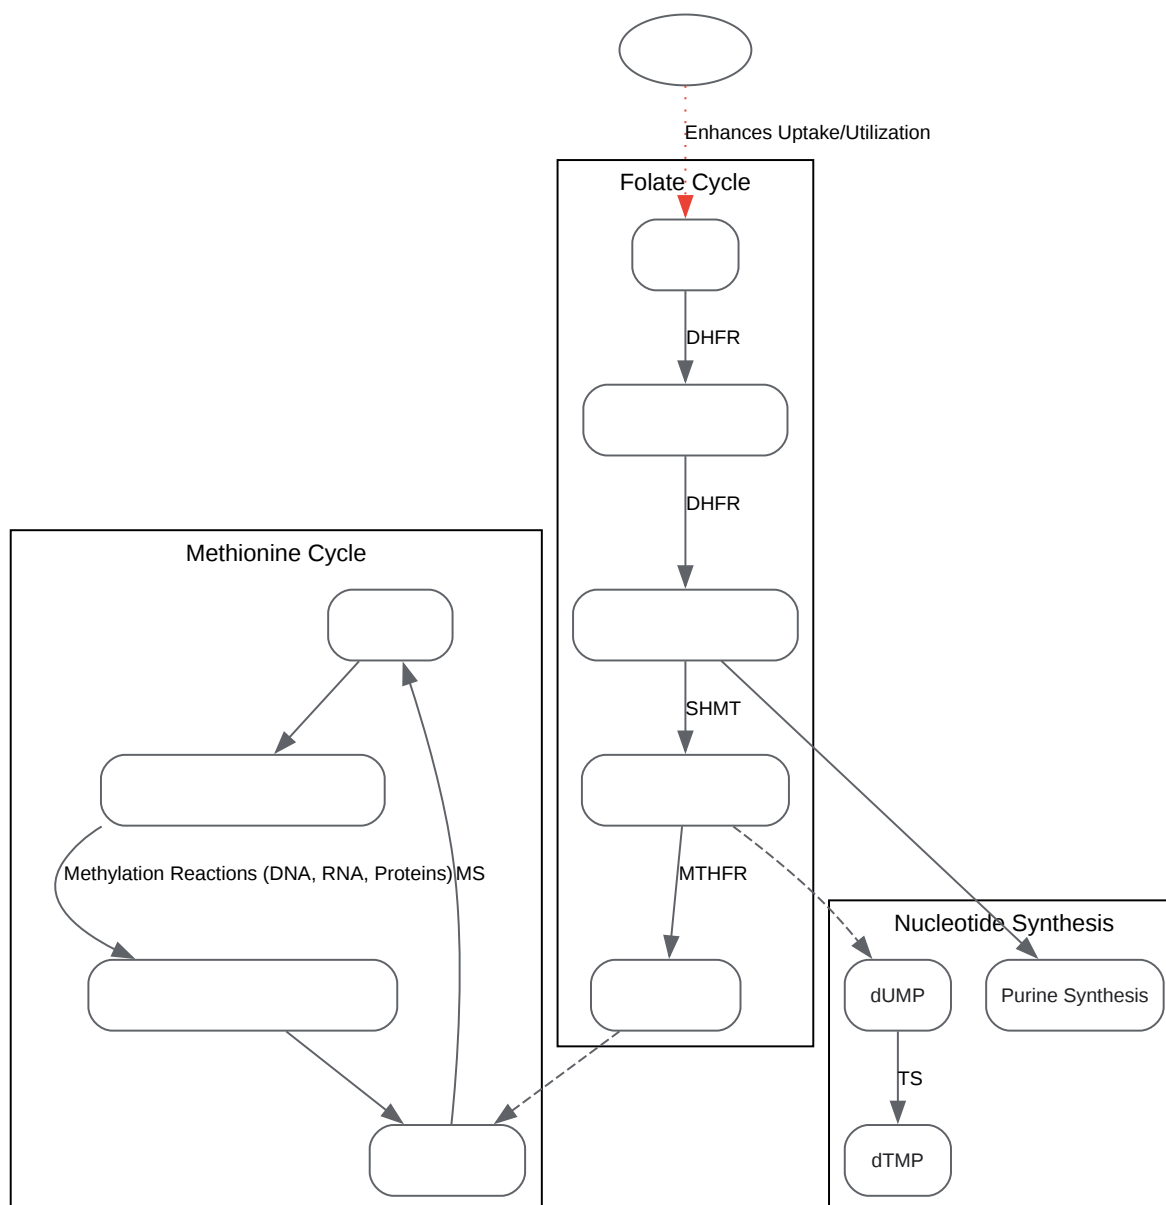 Enhances Uptake/Utilization
Folate Cycle
DHFR
DHFR
Methionine Cycle
SHMT
Methylation Reactions (DNA, RNA, Proteins)
MS
MTHFR
Nucleotide Synthesis
dUMP
Purine Synthesis
TS
dTMP